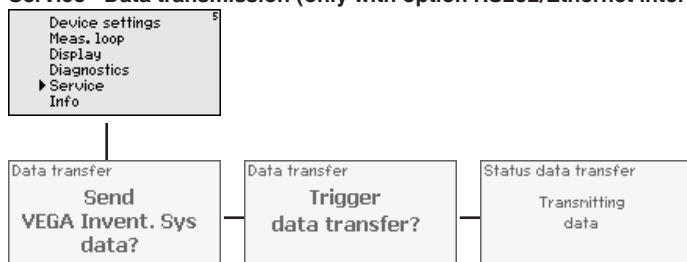 Service - Data transmission (only with option RS232/Ethernet inter
Device settings 5
Meas. loop
Display
Diagnostics
Service
Info
Data transfer
Send
VEGA Invent. Sys
data?
Data transfer
Trigger
data transfer?
Status data transfer
Transmitting
data